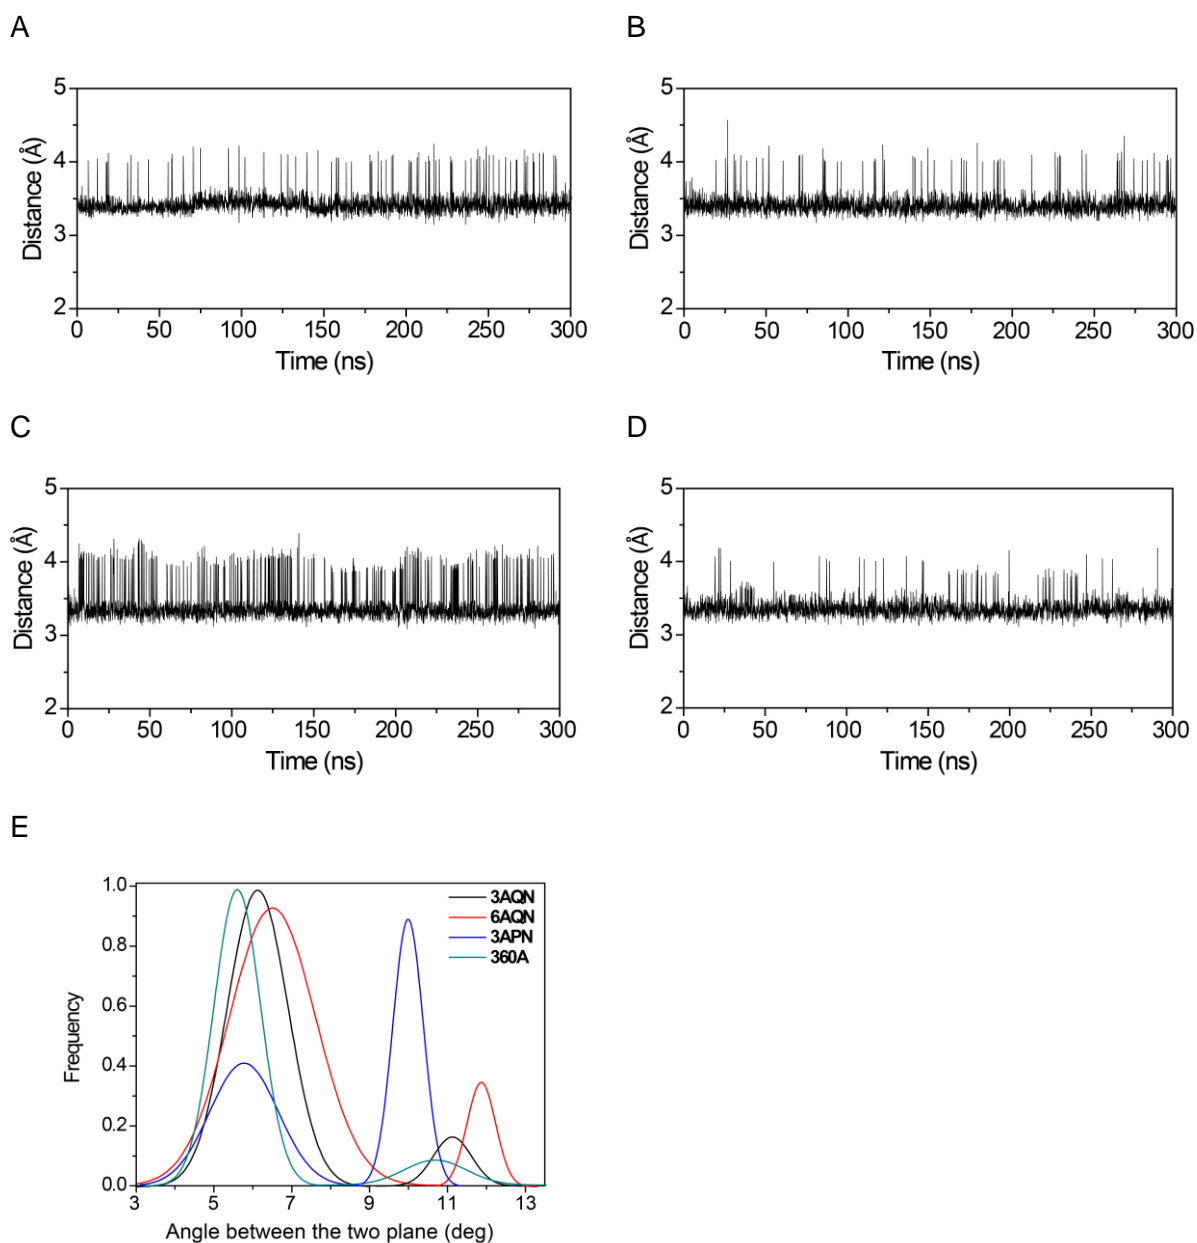 A
B
5
4
3
2
Distance (Å)
0
50
100
150
200
250
300
Time (ns)
5
4
3
2
Distance (Å)
0
50
100
150
200
250
300
Time (ns)
C
D
5
4
3
2
Distance (Å)
0
50
100
150
200
250
300
Time (ns)
5
4
3
2
Distance (Å)
0
50
100
150
200
250
300
Time (ns)
E
1.0
0.8
0.6
0.4
0.2
0.0
Frequency
3AQN
6AQN
3APN
360A
3
5
7
9
11
13
Angle between the two plane (deg)